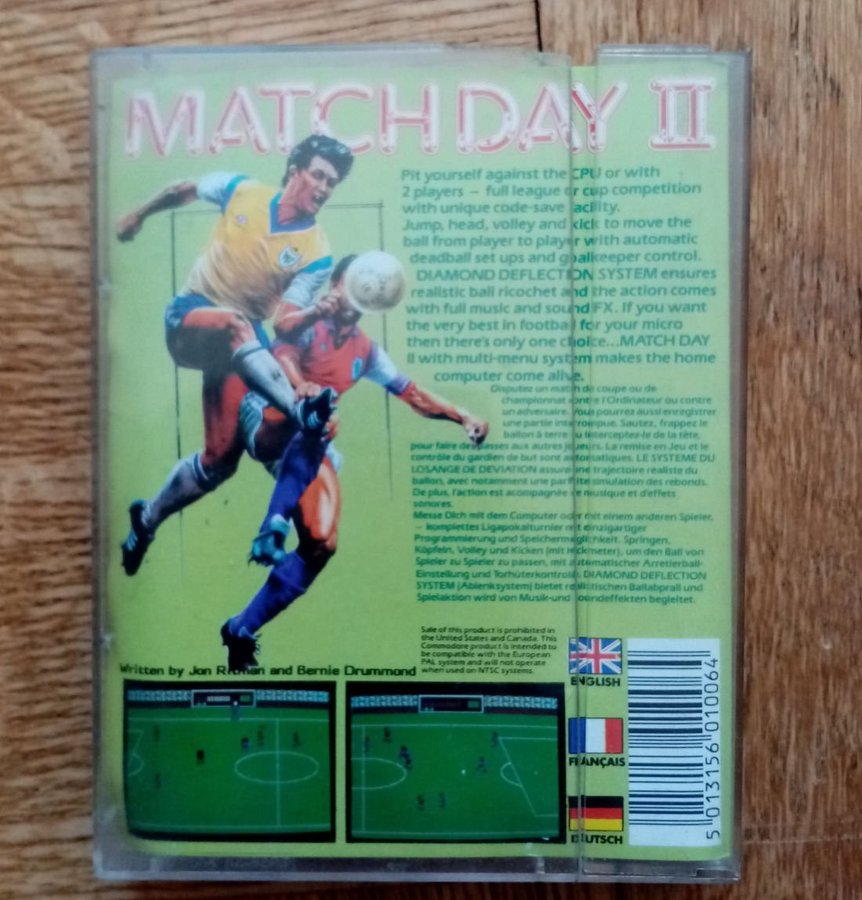 MATCH DAY II
Pit yourself against the CPU or with
2 players – full league or cup competition
with unique code-save facility.
Jump, head, volley and kick to move the
ball from player to player with automatic
deadball set ups and goalkeeper control.
DIAMOND DEFLECTION SYSTEM ensures
realistic ball ricochet and the action comes
with full music and sound FX. If you want
the very best in football for your micro
then there's only one choice...MATCH DAY
II with multi-menu system makes the home
computer come alive.
Disputez un match de coupe ou de
championnat contre l'Ordinateur ou contre
un adversaire. Vous pourrez aussi enregistrer
une partie interrompue. Sautez, frappez le
ballon à terre ou interceptez-le de la tête,
pour faire des passes aux autres joueurs. La remise en Jeu et le
contrôle du gardien de but sont automatiques. LE SYSTEME DU
LOSANGE DE DEVIATION assure une trajectoire réaliste du
ballon, avec notamment une parfaite simulation des rebonds.
De plus, l'action est acompagnée de musique et d'effets
sonores.
Messe Dich mit dem Computer oder mit einem anderen Spieler,
– komplettes Ligapokalturnier mit einzigartiger
Programmierung und Speichermöglichkeit. Springen,
Köpfeln, Volley und Kicken (mit Kickmeter), um den Ball von
Spieler zu Spieler zu passen, mit automatischer Arretierball-
Einstellung und Torhüterkontrolle. DIAMOND DEFLECTION
SYSTEM (Ablenksystem) bietet realistischen Ballabprall und
Spielaktion wird von Musik-und Soundeffekten begleitet.
Sale of this product is prohibited in
the United States and Canada. This
Commodore product is intended to
be compatible with the European
PAL system and will not operate
when used on NTSC systems.
Written by Jon Ritman and Bernie Drummond
ENGLISH
FRANÇAIS
DEUTSCH
5 013156 010064